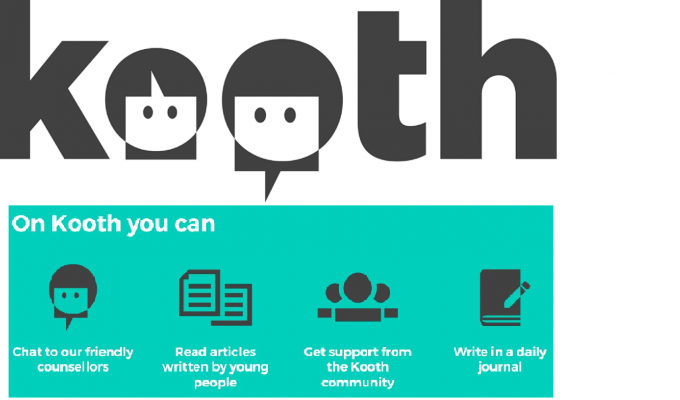 kooth
On Kooth you can
Chat to our friendly
counsellors
Read articles
written by young
people
Get support from
the Kooth
community
Write in a daily
journal